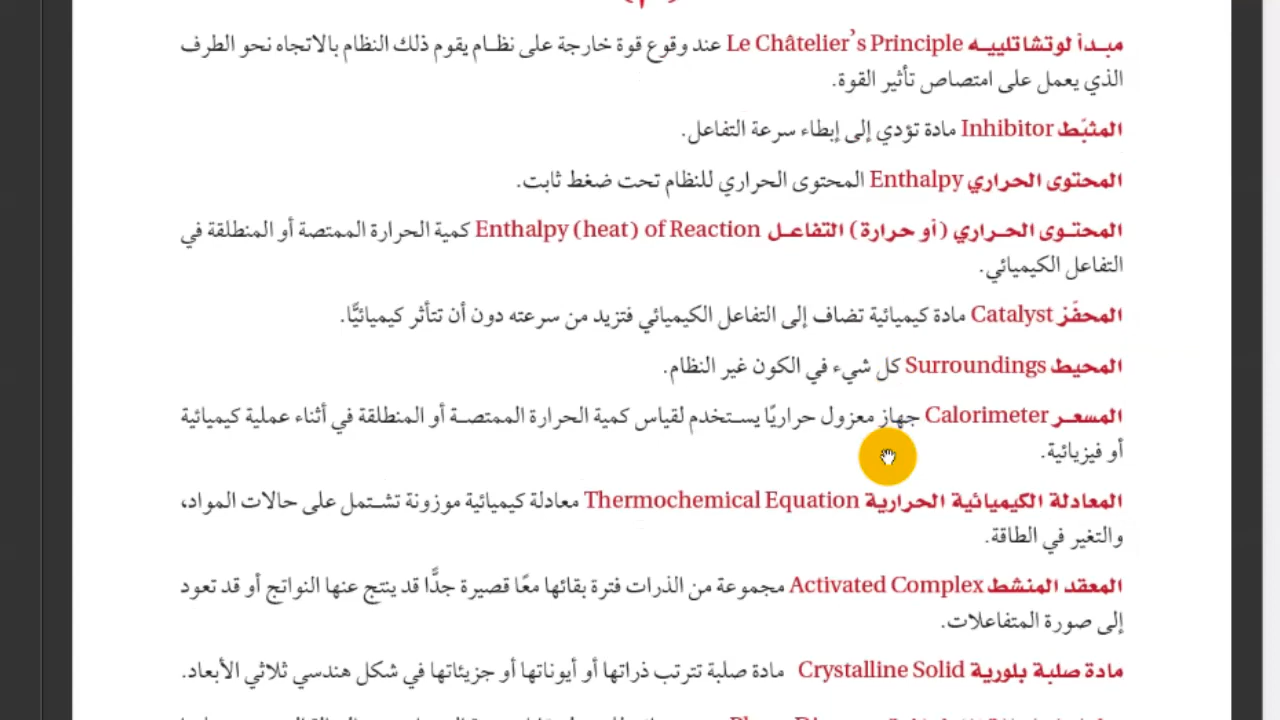 (م)
مبدأ لوتشاتلييه Le Châtelier's Principle عند وقوع قوة خارجة على نظام يقوم ذلك النظام بالاتجاه نحو الطرف
الذي يعمل على امتصاص تأثير القوة.
المثبّط Inhibitor مادة تؤدي إلى إبطاء سرعة التفاعل.
المحتوى الحراري Enthalpy المحتوى الحراري للنظام تحت ضغط ثابت.
المحتوى الحراري (أو حرارة) التفاعل Enthalpy (heat) of Reaction كمية الحرارة الممتصة أو المنطلقة في
التفاعل الكيميائي.
المحفّز Catalyst مادة كيميائية تضاف إلى التفاعل الكيميائي فتزيد من سرعته دون أن تتأثر كيميائيًّا.
المحيط Surroundings كل شيء في الكون غير النظام.
المسعر Calorimeter جهاز معزول حراريًا يستخدم لقياس كمية الحرارة الممتصة أو المنطلقة في أثناء عملية كيميائية
أو فيزيائية.
المعادلة الكيميائية الحرارية Thermochemical Equation معادلة كيميائية موزونة تشتمل على حالات المواد،
والتغير في الطاقة.
المعقد المنشط Activated Complex مجموعة من الذرات فترة بقائها معًا قصيرة جدًّا قد ينتج عنها النواتج أو قد تعود
إلى صورة المتفاعلات.
مادة صلبة بلورية Crystalline Solid مادة صلبة تترتب ذراتها أو أيوناتها أو جزيئاتها في شكل هندسي ثلاثي الأبعاد.